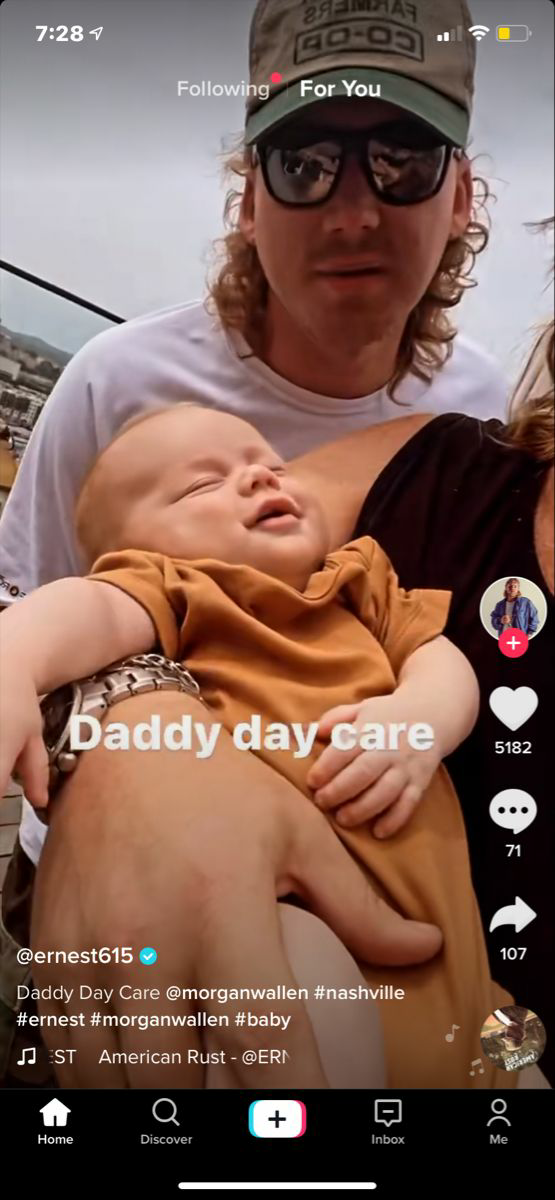 7:28
Following
For You
FARMERS
CO-OP
Daddy day care
5182
71
107
@ernest615
Daddy Day Care @morganwallen #nashville
#ernest #morganwallen #baby
EST American Rust - @ERN
Home
Discover
Inbox
Me